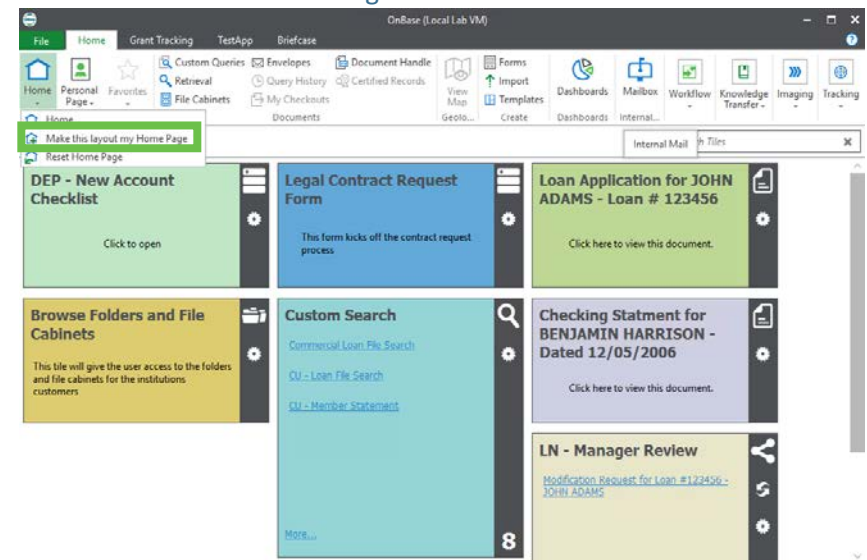 OnBase (Local Lab VM)
File Home Grant Tracking TestApp Briefcase
Home
Personal Page
Favorites
Custom Queries
Retrieval
File Cabinets
Envelopes
Query History
My Checkouts
Document Handle
Certified Records
Documents
View Map
Geolo...
Forms
Import
Templates
Create
Dashboards
Dashboards
Mailbox
Internal...
Workflow
Knowledge Transfer
Imaging
Tracking
Home
Make this layout my Home Page
Reset Home Page
Internal Mail
h Tiles
DEP - New Account
Checklist
Click to open
Legal Contract Request
Form
This form kicks off the contract request
process
Loan Application for JOHN
ADAMS - Loan # 123456
Click here to view this document.
Browse Folders and File
Cabinets
This tile will give the user access to the folders
and file cabinets for the institutions
customers
Custom Search
Commercial Loan File Search
CU - Loan File Search
CU - Member Statement
More...
8
Checking Statment for
BENJAMIN HARRISON -
Dated 12/05/2006
Click here to view this document.
LN - Manager Review
Modification Request for Loan #123456 -
JOHN ADAMS